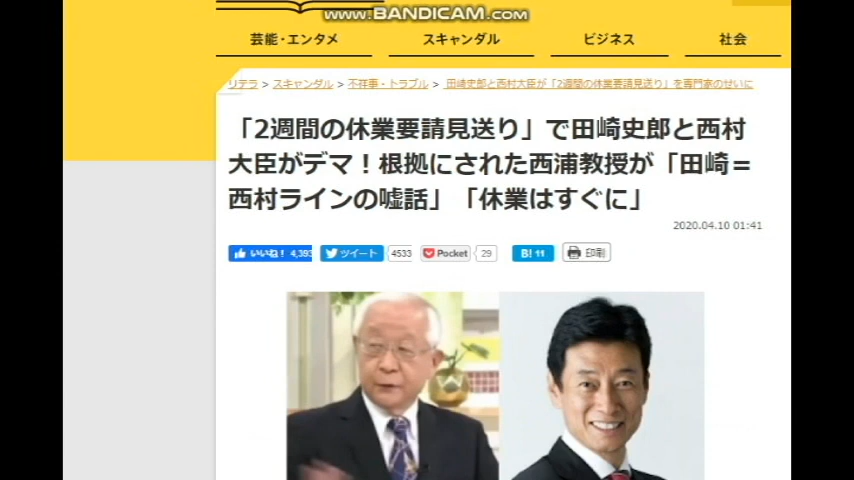 www.BANDICAM.com
芸能・エンタメ
スキャンダル
ビジネス
社会
リテラ > スキャンダル > 不祥事・トラブル > 田崎史郎と西村大臣が「2週間の休業要請見送り」を専門家のせいに
「2週間の休業要請見送り」で田崎史郎と西村
大臣がデマ！根拠にされた西浦教授が「田崎＝
西村ラインの嘘話」「休業はすぐに」
2020.04.10 01:41
いいね！ 4,393
ツイート 4533
Pocket 29
B! 11
印刷